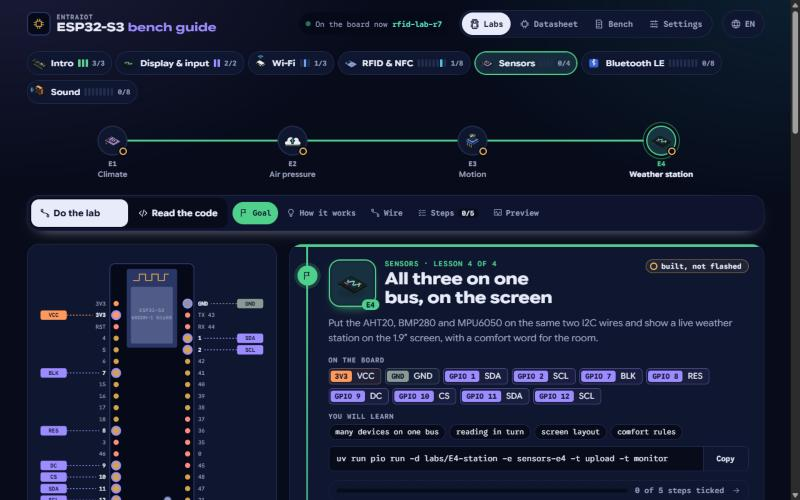 ENTRAIOT
ESP32-S3 bench guide
On the board now rfid-lab-r7
Labs
Datasheet
Bench
Settings
EN
Intro 3/3
Display & input 2/2
Wi-Fi 1/3
RFID & NFC 1/8
Sensors 0/4
Bluetooth LE 0/8
Sound 0/8
E1
Climate
E2
Air pressure
E3
Motion
E4
Weather station
Do the lab
Read the code
Goal
How it works
Wire
Steps 0/5
Preview
3V3 GND GND
VCC 3V3 TX 43
RST RX 44
4 1 SDA
5 2 SCL
6 42
BLK 7 41
15 40
16 39
17 38
18 37
RES 8 36
3 35
46 0
DC 9 45
CS 10 48
SDA 11 47
SENSORS · LESSON 4 OF 4
built, not flashed
All three on one
bus, on the screen
E4
Put the AHT20, BMP280 and MPU6050 on the same two I2C wires and show a live weather
station on the 1.9" screen, with a comfort word for the room.
ON THE BOARD
3V3 VCC GND GND GPIO 1 SDA GPIO 2 SCL GPIO 7 BLK GPIO 8 RES
GPIO 9 DC GPIO 10 CS GPIO 11 SDA GPIO 12 SCL
YOU WILL LEARN
many devices on one bus reading in turn screen layout comfort rules
uv run pio run -d labs/E4-station -e sensors-e4 -t upload -t monitor
Copy
0 of 5 steps ticked →